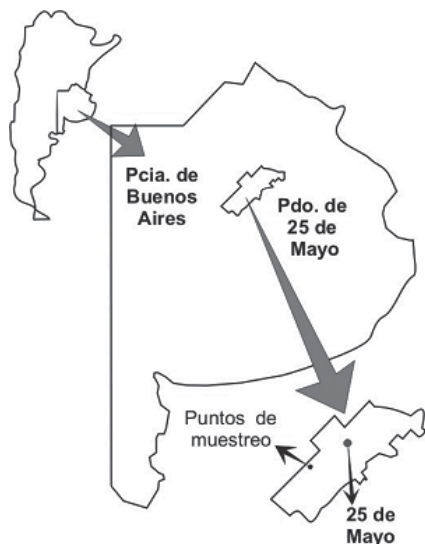 Pcia. de
Buenos
Aires
Pdo. de
25 de
Mayo
Puntos de
muestreo
25 de
Mayo